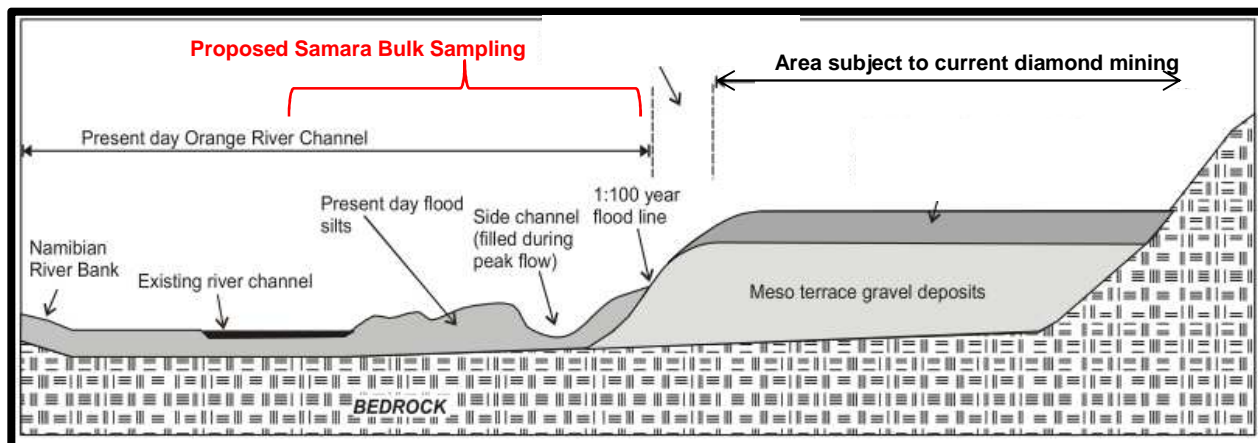 Proposed Samara Bulk Sampling
Area subject to current diamond mining
Present day Orange River Channel
Present day flood
silts
Side channel
(filled during
peak flow)
1:100 year
flood line
Namibian
River Bank
Existing river channel
Meso terrace gravel deposits
BEDROCK